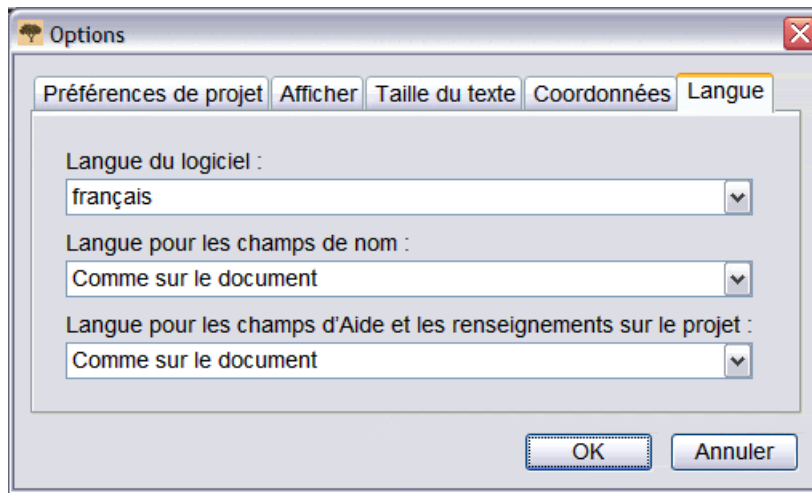 Options
Préférences de projet Afficher Taille du texte Coordonnées Langue
Langue du logiciel :
français
Langue pour les champs de nom :
Comme sur le document
Langue pour les champs d'Aide et les renseignements sur le projet :
Comme sur le document
OK Annuler